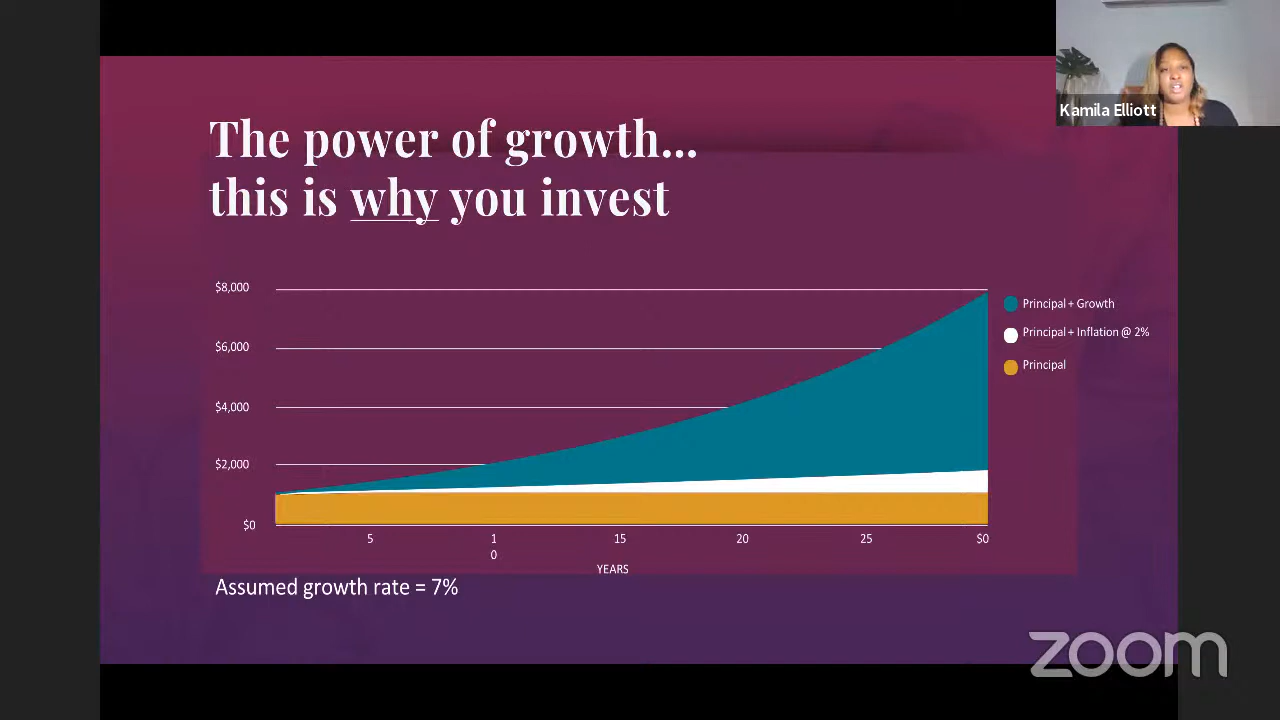 Kamila Elliott
The power of growth...
this is why you invest
$8,000
$6,000
$4,000
$2,000
$0
5
1
0
15
20
25
$0
YEARS
Principal + Growth
Principal + Inflation @ 2%
Principal
Assumed growth rate = 7%
zoom